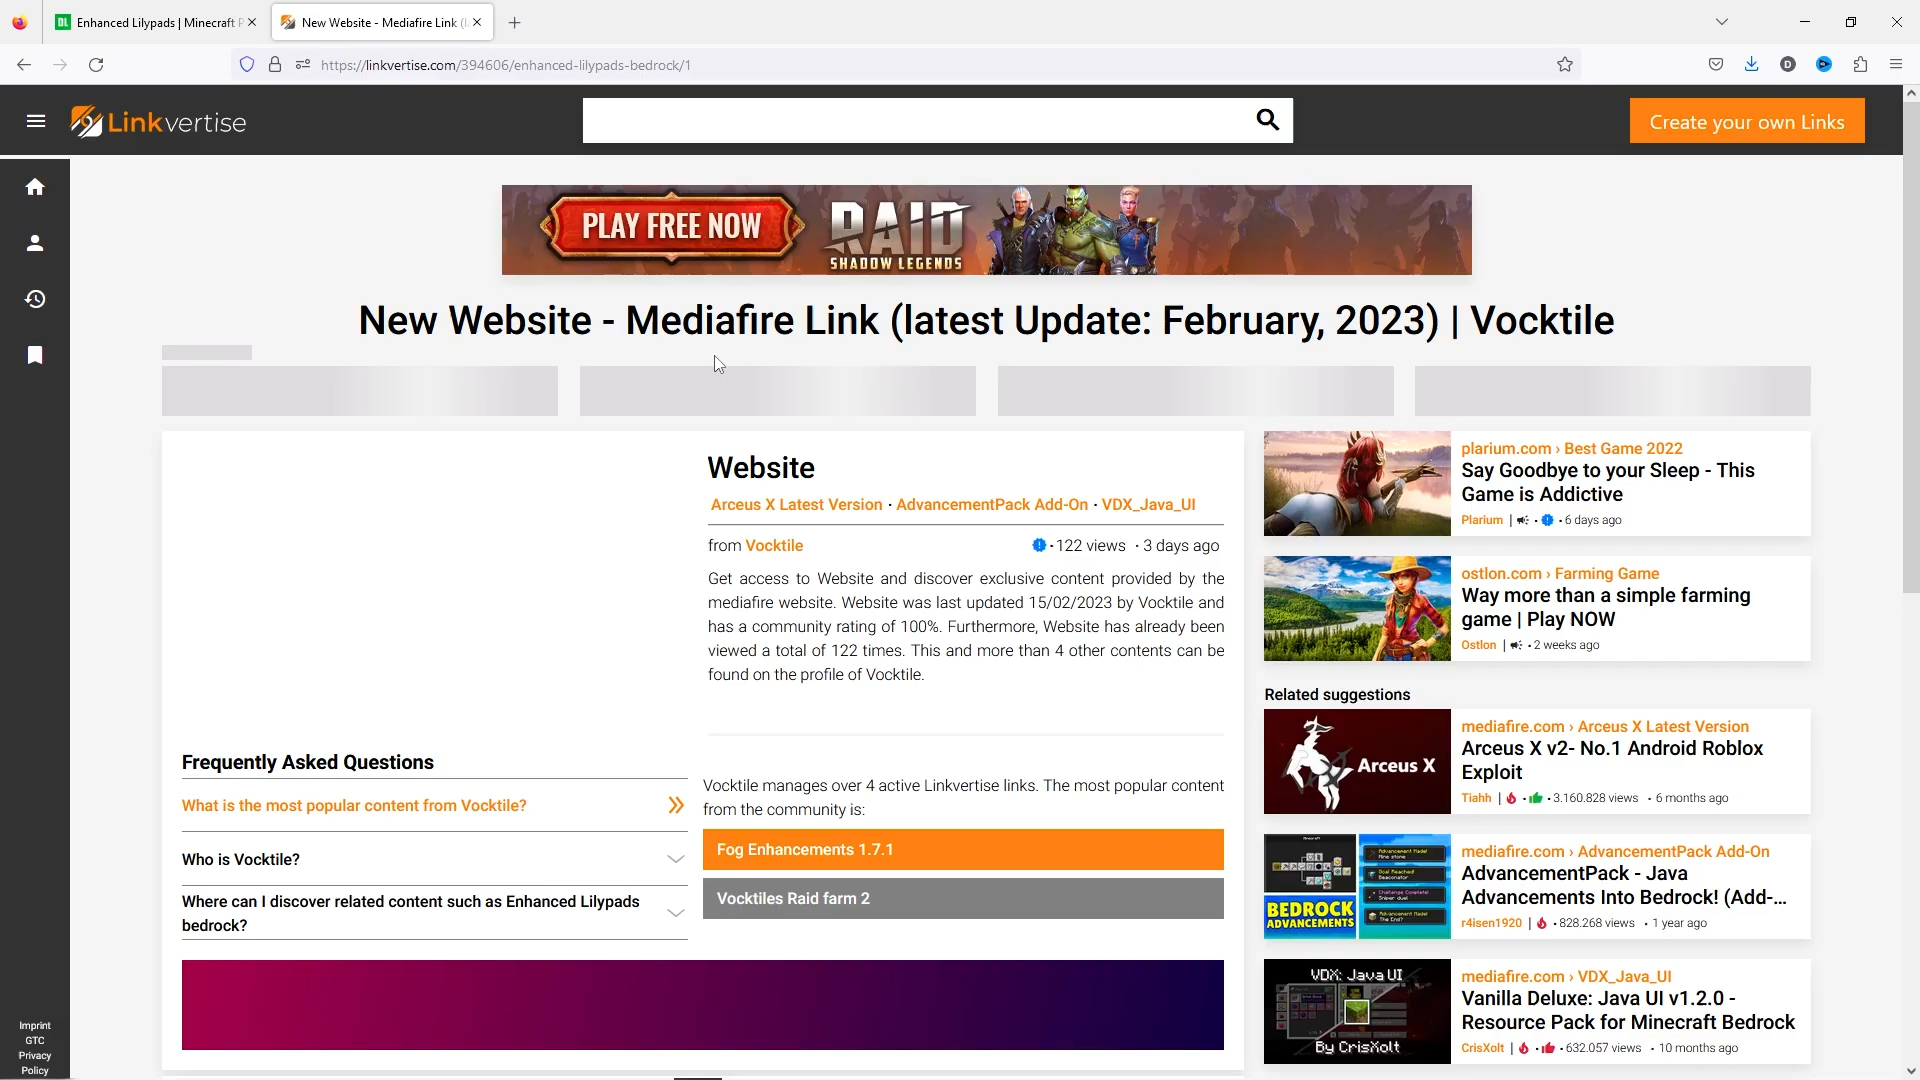 DL Enhanced Lilypads | Minecraft P
New Website - Mediafire Link (l
https://linkvertise.com/394606/enhanced-lilypads-bedrock/1
D
Linkvertise
Create your own Links
PLAY FREE NOW
RAID
SHADOW LEGENDS
New Website - Mediafire Link (latest Update: February, 2023) | Vocktile
Website
Arceus X Latest Version · AdvancementPack Add-On · VDX_Java_UI
from Vocktile
· 122 views · 3 days ago
Get access to Website and discover exclusive content provided by the
mediafire website. Website was last updated 15/02/2023 by Vocktile and
has a community rating of 100%. Furthermore, Website has already been
viewed a total of 122 times. This and more than 4 other contents can be
found on the profile of Vocktile.
Frequently Asked Questions
What is the most popular content from Vocktile?
Who is Vocktile?
Where can I discover related content such as Enhanced Lilypads
bedrock?
Vocktile manages over 4 active Linkvertise links. The most popular content
from the community is:
Fog Enhancements 1.7.1
Vocktiles Raid farm 2
plarium.com › Best Game 2022
Say Goodbye to your Sleep - This
Game is Addictive
Plarium | · · 6 days ago
ostlon.com › Farming Game
Way more than a simple farming
game | Play NOW
Ostlon | · 2 weeks ago
Related suggestions
Arceus X
mediafire.com › Arceus X Latest Version
Arceus X v2- No.1 Android Roblox
Exploit
Tiahh | · · 3.160.828 views · 6 months ago
BEDROCK
ADVANCEMENTS
mediafire.com › AdvancementPack Add-On
AdvancementPack - Java
Advancements Into Bedrock! (Add-...
r4isen1920 | · 828.268 views · 1 year ago
VDX: Java UI
By CrisXolt
mediafire.com › VDX_Java_UI
Vanilla Deluxe: Java UI v1.2.0 -
Resource Pack for Minecraft Bedrock
CrisXolt | · · 632.057 views · 10 months ago
Imprint
GTC
Privacy
Policy